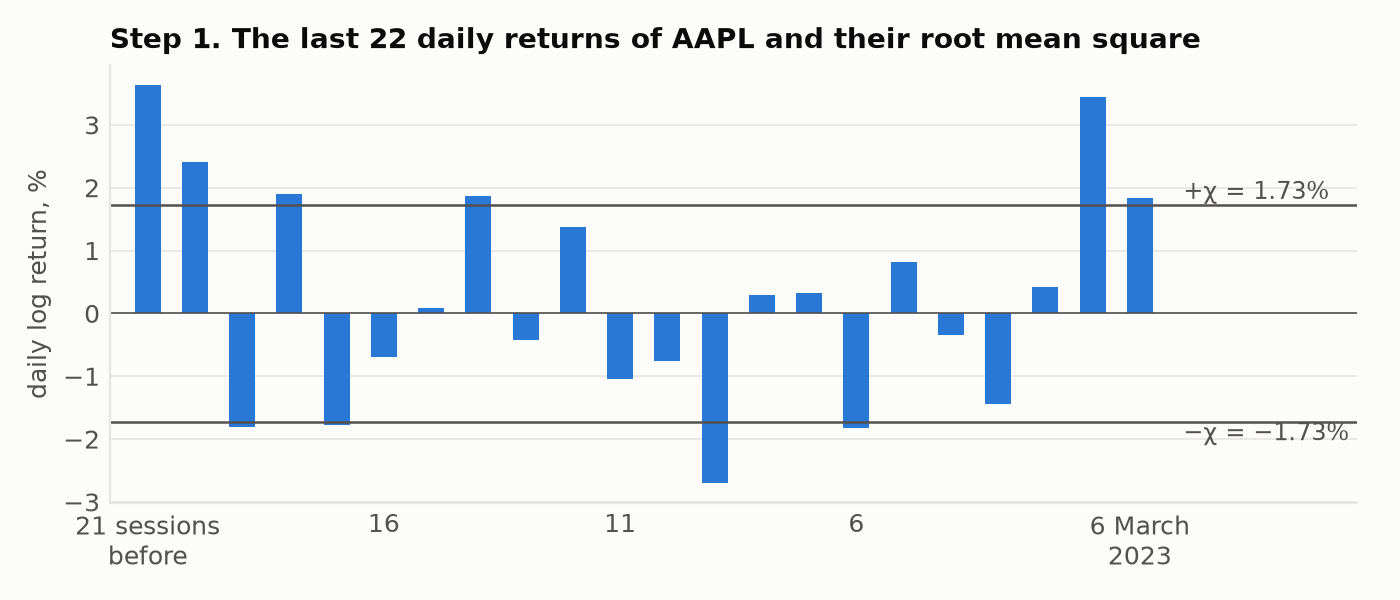 Step 1. The last 22 daily returns of AAPL and their root mean square
daily log return, %
3
2
1
0
−1
−2
−3
+χ = 1.73%
−χ = −1.73%
21 sessions
before
16
11
6
6 March
2023